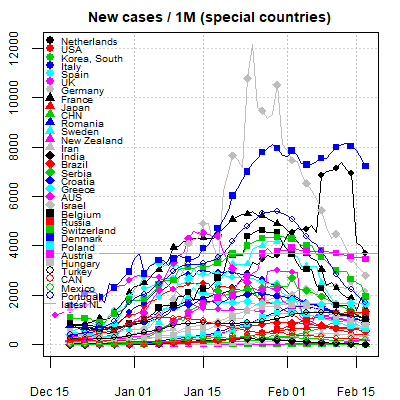 New cases / 1M (special countries)
12000
10000
8000
6000
4000
2000
0
Netherlands
USA
Korea, South
Italy
Spain
UK
Germany
France
Japan
CHN
Romania
Sweden
New Zealand
Iran
India
Brazil
Serbia
Croatia
Greece
AUS
Israel
Belgium
Russia
Switzerland
Denmark
Poland
Austria
Hungary
Turkey
CAN
Mexico
Portugal
latest NL
Dec 15
Jan 01
Jan 15
Feb 01
Feb 15